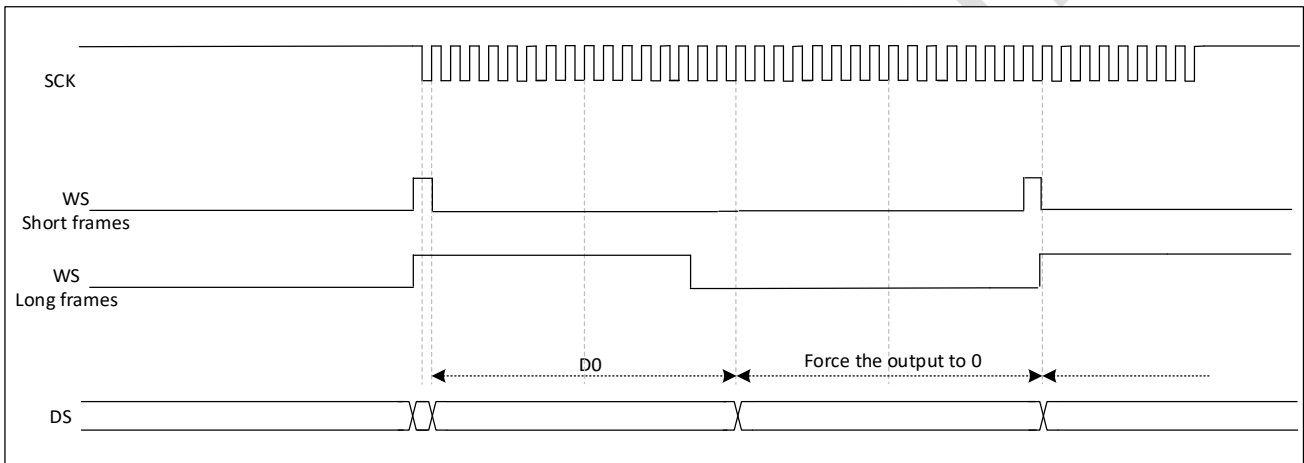 SCK
WS
Short frames
WS
Long frames
D0
Force the output to 0
DS